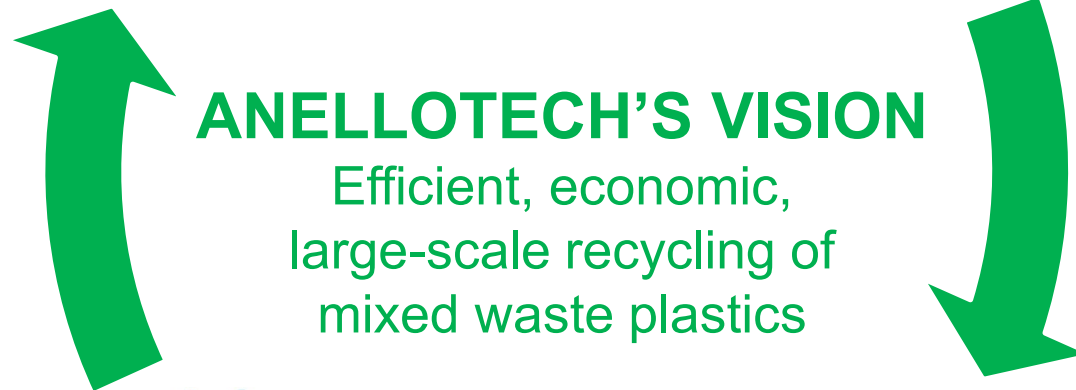 ANELLOTECH’S VISION
Efficient, economic,
large-scale recycling of
mixed waste plastics